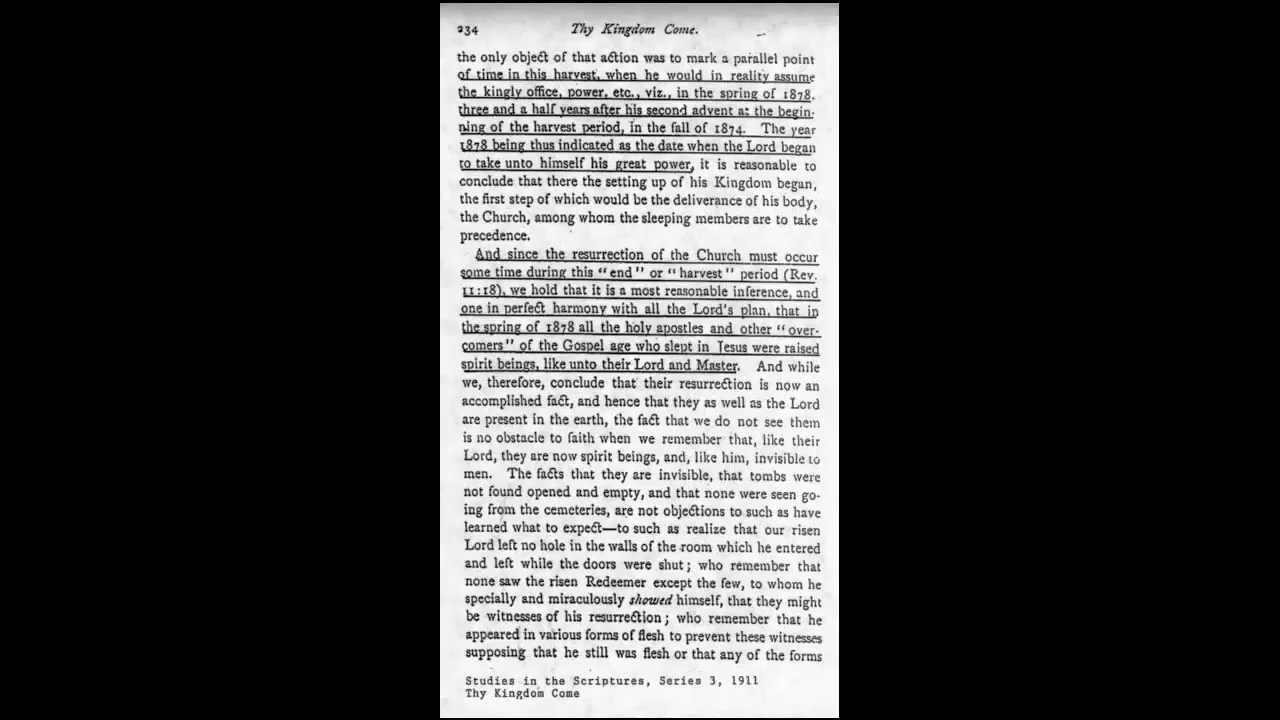 234 Thy Kingdom Come.
the only object of that action was to mark a parallel point
of time in this harvest, when he would in reality assume
the kingly office, power, etc., viz., in the spring of 1878,
three and a half years after his second advent at the begin-
ning of the harvest period, in the fall of 1874. The year
1878 being thus indicated as the date when the Lord began
to take unto himself his great power, it is reasonable to
conclude that there the setting up of his Kingdom began,
the first step of which would be the deliverance of his body,
the Church, among whom the sleeping members are to take
precedence.
And since the resurrection of the Church must occur
some time during this "end" or "harvest" period (Rev.
11:18), we hold that it is a most reasonable inference, and
one in perfect harmony with all the Lord's plan, that in
the spring of 1878 all the holy apostles and other "over-
comers" of the Gospel age who slept in Jesus were raised
spirit beings, like unto their Lord and Master. And while
we, therefore, conclude that their resurrection is now an
accomplished fact, and hence that they as well as the Lord
are present in the earth, the fact that we do not see them
is no obstacle to faith when we remember that, like their
Lord, they are now spirit beings, and, like him, invisible to
men. The facts that they are invisible, that tombs were
not found opened and empty, and that none were seen go-
ing from the cemeteries, are not objections to such as have
learned what to expect—to such as realize that our risen
Lord left no hole in the walls of the room which he entered
and left while the doors were shut; who remember that
none saw the risen Redeemer except the few, to whom he
specially and miraculously showed himself, that they might
be witnesses of his resurrection; who remember that he
appeared in various forms of flesh to prevent these witnesses
supposing that he still was flesh or that any of the forms
Studies in the Scriptures, Series 3, 1911
Thy Kingdom Come